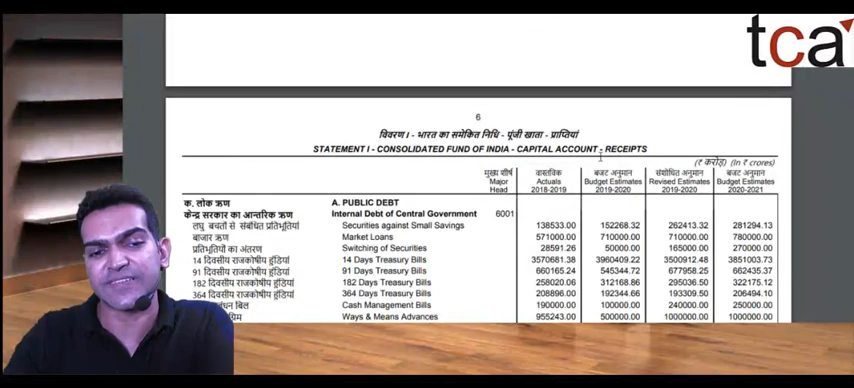 tca
6
विवरण I - भारत का समेकित निधि - पूंजी खाता - प्राप्तियां
STATEMENT I - CONSOLIDATED FUND OF INDIA - CAPITAL ACCOUNT - RECEIPTS
(₹ करोड़) (In ₹ crores)
मुख्य शीर्ष वास्तविक बजट अनुमान संशोधित अनुमान बजट अनुमान
Major Actuals Budget Estimates Revised Estimates Budget Estimates
Head 2018-2019 2019-2020 2019-2020 2020-2021
क. लोक ऋण A. PUBLIC DEBT
केन्द्र सरकार का आन्तरिक ऋण Internal Debt of Central Government 6001
लघु बचतों से संबंधित प्रतिभूतियां Securities against Small Savings 138533.00 152268.32 262413.32 281294.13
बाजार ऋण Market Loans 571000.00 710000.00 710000.00 780000.00
प्रतिभूतियों का अंतरण Switching of Securities 28591.26 50000.00 165000.00 270000.00
14 दिवसीय राजकोषीय हुंडियां 14 Days Treasury Bills 3570681.38 3960409.22 3500912.48 3851003.73
91 दिवसीय राजकोषीय हुंडियां 91 Days Treasury Bills 660165.24 545344.72 677958.25 662435.37
182 दिवसीय राजकोषीय हुंडियां 182 Days Treasury Bills 258020.06 312168.86 295036.50 322175.12
364 दिवसीय राजकोषीय हुंडियां 364 Days Treasury Bills 208896.00 192344.66 193309.50 206494.10
बिल Cash Management Bills 190000.00 100000.00 240000.00 250000.00
Ways & Means Advances 955243.00 500000.00 1000000.00 1000000.00